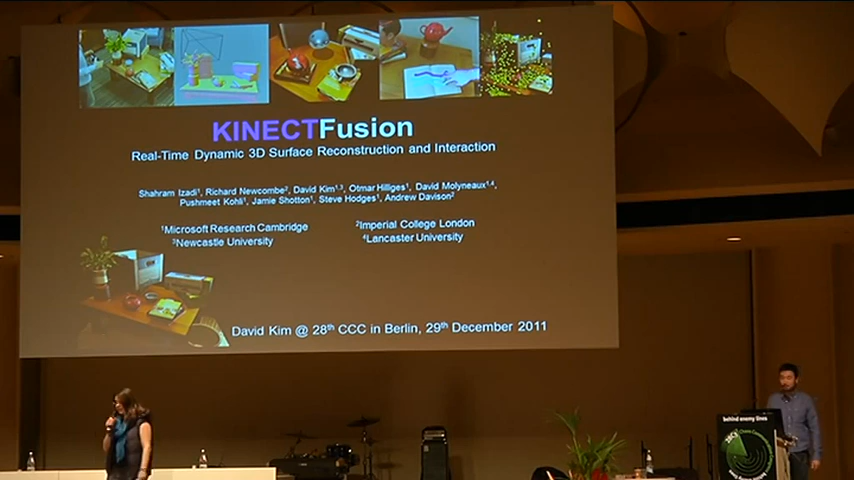 KINECTFusion
Real-Time Dynamic 3D Surface Reconstruction and Interaction
Shahram Izadi¹, Richard Newcombe², David Kim¹,³, Otmar Hilliges¹, David Molyneaux¹,⁴,
Pushmeet Kohli¹, Jamie Shotton¹, Steve Hodges¹, Andrew Davison²
¹Microsoft Research Cambridge
²Imperial College London
³Newcastle University
⁴Lancaster University
David Kim @ 28th CCC in Berlin, 29th December 2011
behind enemy lines